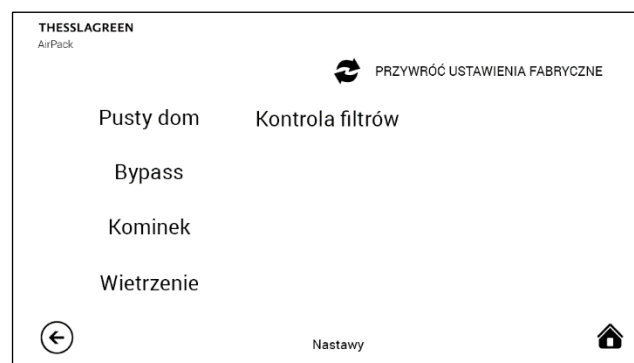 THESSLAGREEN
AirPack
PRZYWRÓĆ USTAWIENIA FABRYCZNE
Pusty dom
Kontrola filtrów
Bypass
Kominek
Wietrzenie
Nastawy